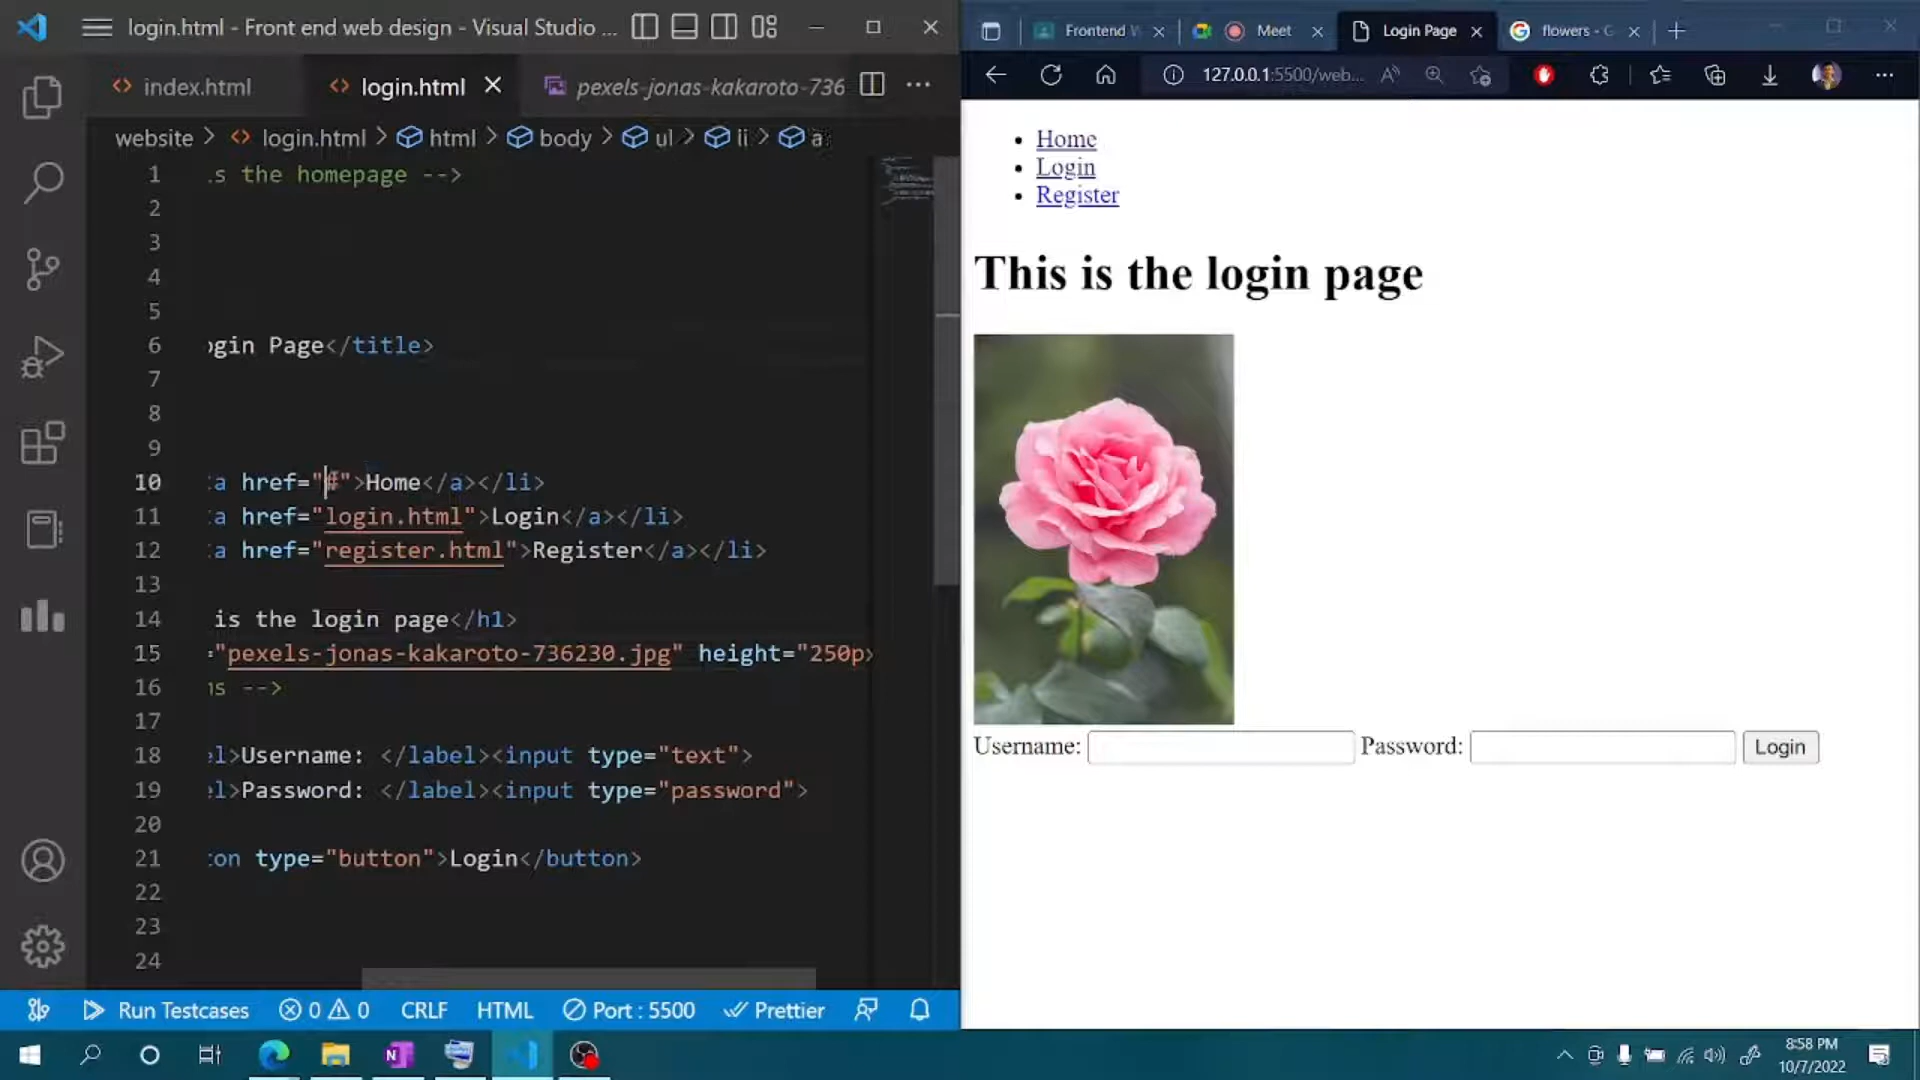 login.html - Front end web design - Visual Studio ...
index.html
login.html
pexels-jonas-kakaroto-736
website > login.html > html > body > ul > li > a
1 .s the homepage -->
2
3
4
5
6 ogin Page</title>
7
8
9
10 a href="#">Home</a></li>
11 a href="login.html">Login</a></li>
12 a href="register.html">Register</a></li>
13
14 is the login page</h1>
15 ="pexels-jonas-kakaroto-736230.jpg" height="250p>
16 ns -->
17
18 el>Username: </label><input type="text">
19 el>Password: </label><input type="password">
20
21 ton type="button">Login</button>
22
23
24
Run Testcases 0 0 CRLF HTML Port : 5500 Prettier
Frontend W
Meet
Login Page
flowers - G
127.0.0.1:5500/web...
Home
Login
Register
This is the login page
Username: Password: Login
8:58 PM
10/7/2022